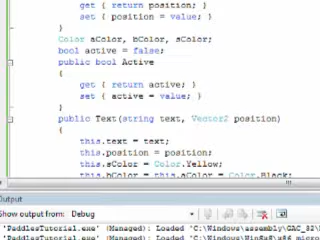 get { return position; }
set { position = value; }
}
Color aColor, bColor, sColor;
bool active = false;
public bool Active
{
get { return active; }
set { active = value; }
}
public Text(string text, Vector2 position)
{
this.text = text;
this.position = position;
this.sColor = Color.Yellow;
this.bColor = this.aColor = Color.Black;
Output
Show output from: Debug
'PaddlesTutorial.exe' (Managed): Loaded 'C:\Windows\assembly\GAC_32\
'PaddlesTutorial.exe' (Managed): Loaded